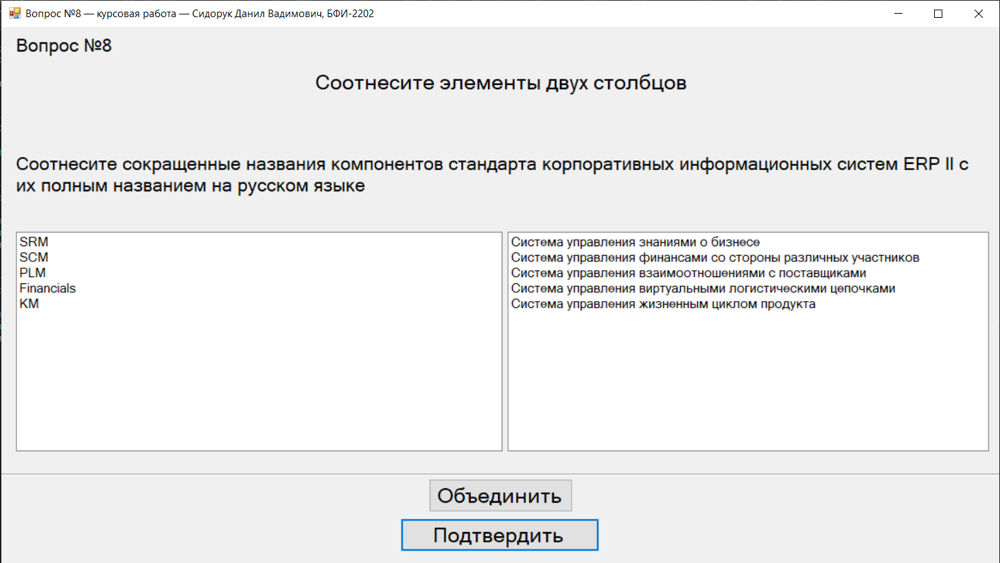 Вопрос №8 — курсовая работа — Сидорук Данил Вадимович, БФИ-2202
Вопрос №8
Соотнесите элементы двух столбцов
Соотнесите сокращенные названия компонентов стандарта корпоративных информационных систем ERP II с
их полным названием на русском языке
SRM
SCM
PLM
Financials
KM
Система управления знаниями о бизнесе
Система управления финансами со стороны различных участников
Система управления взаимоотношениями с поставщиками
Система управления виртуальными логистическими цепочками
Система управления жизненным циклом продукта
Объединить
Подтвердить